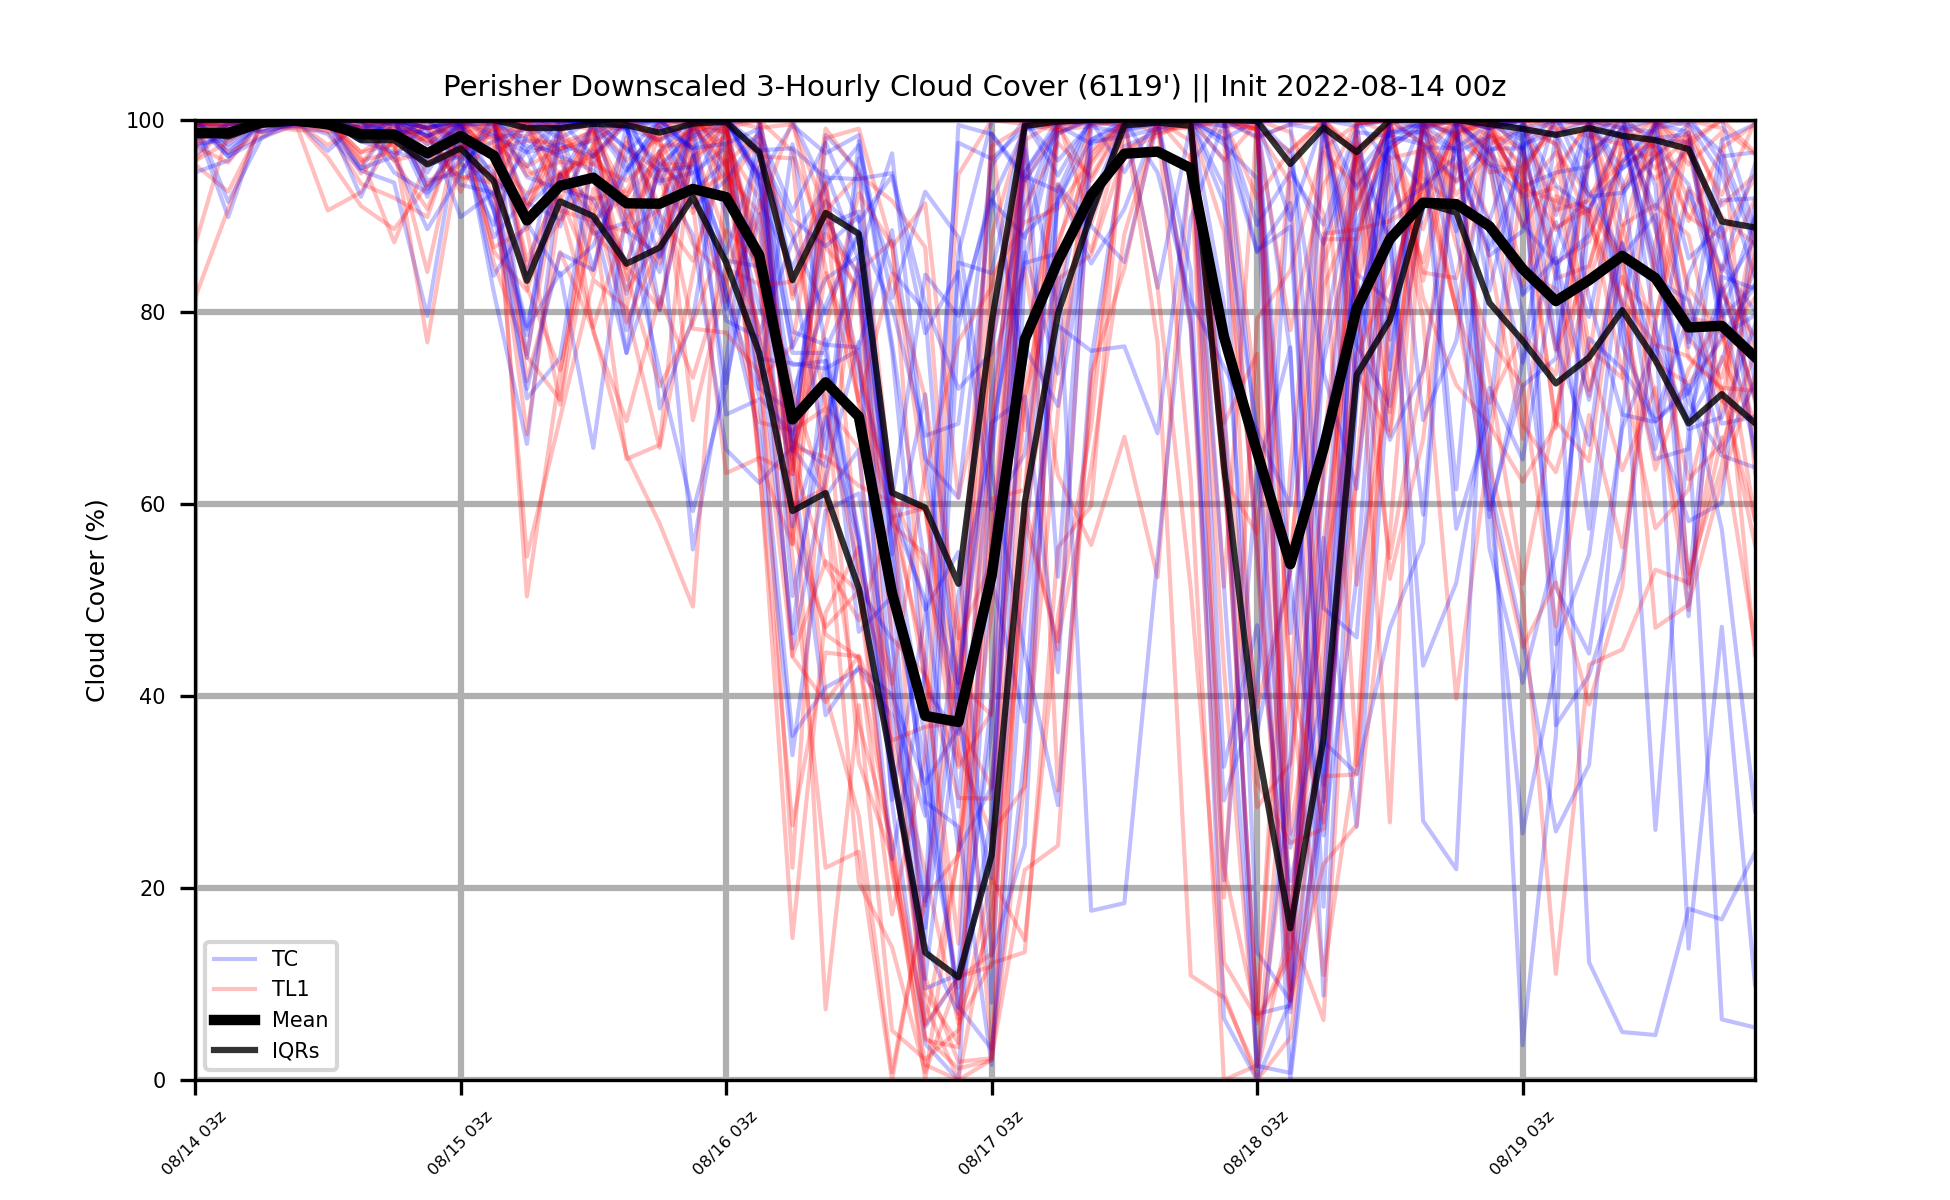 Perisher Downscaled 3-Hourly Cloud Cover (6119') || Init 2022-08-14 00z
Cloud Cover (%)
100
80
60
40
20
0
TC
TL1
Mean
IQRs
08/14 03z
08/15 03z
08/16 03z
08/17 03z
08/18 03z
08/19 03z